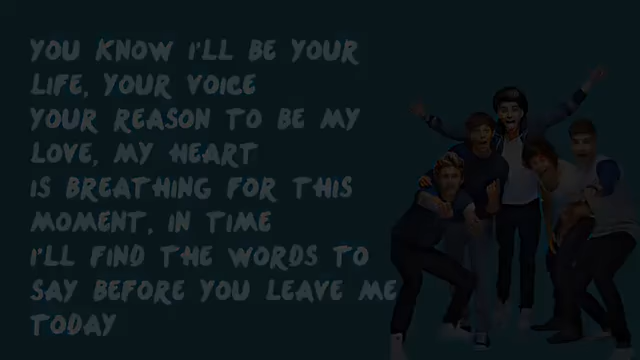 YOU KNOW I'LL BE YOUR
LIFE, YOUR VOICE
YOUR REASON TO BE MY
LOVE, MY HEART
IS BREATHING FOR THIS
MOMENT, IN TIME
I'LL FIND THE WORDS TO
SAY BEFORE YOU LEAVE ME
TODAY